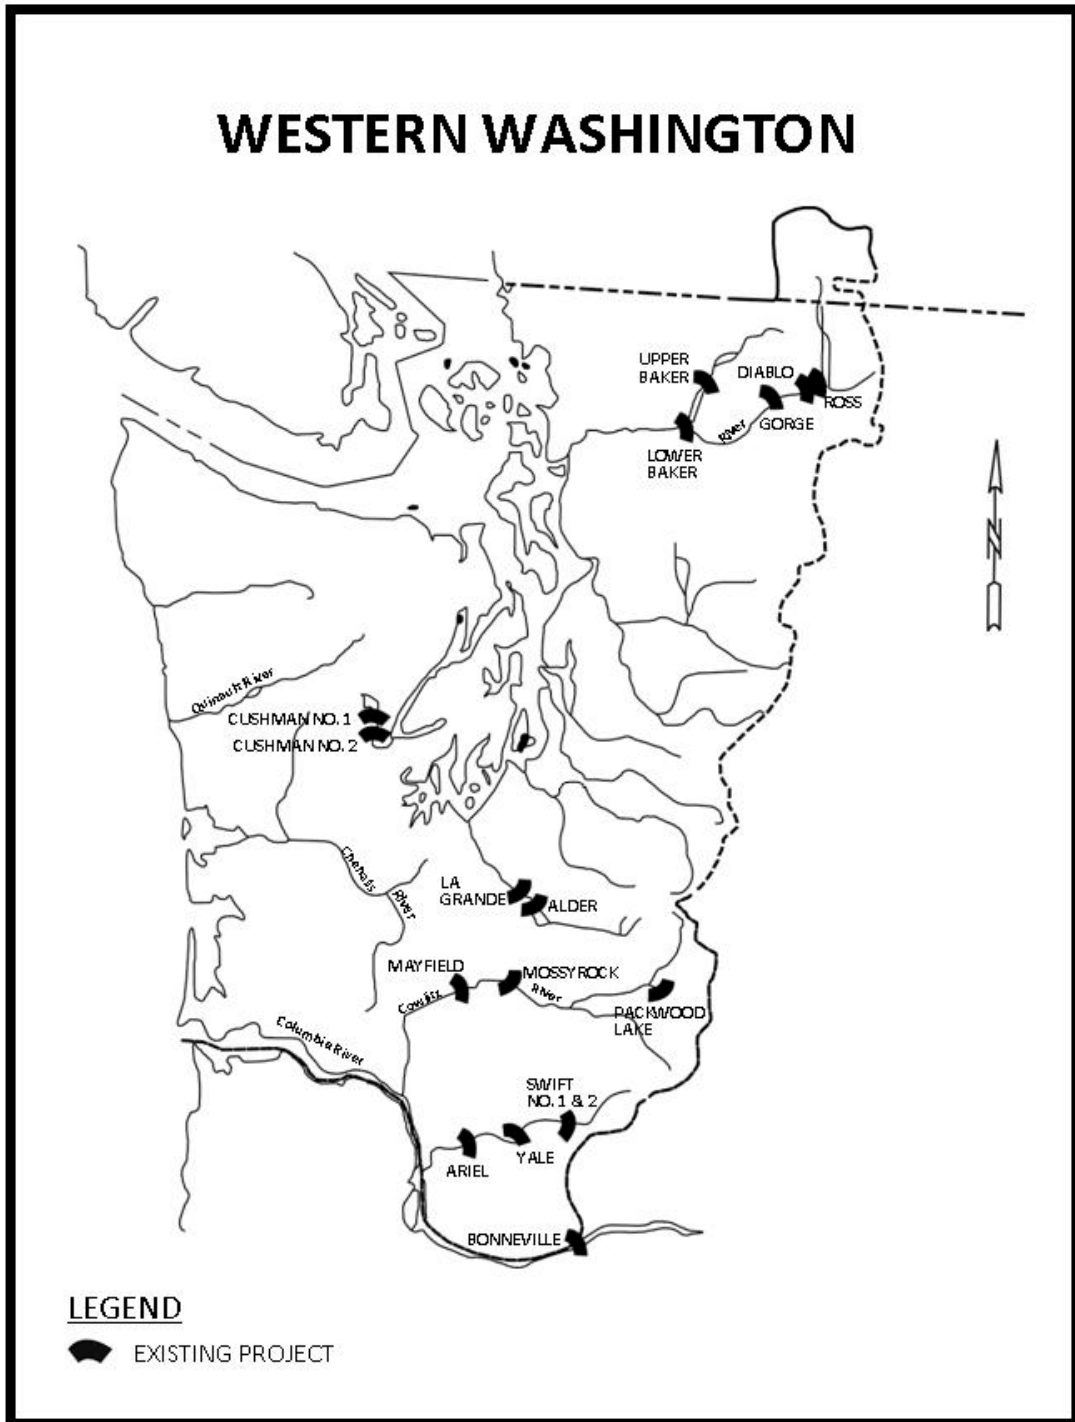 WESTERN WASHINGTON
UPPER
BAKER
DIABLO
ROSS
GORGE
River
LOWER
BAKER
N
Quinault River
CUSHMAN NO. 1
CUSHMAN NO. 2
Chehalis
River
LA
GRANDE
ALDER
MAYFIELD
MOSSYROCK
Cowlitz
River
PACKWOOD
LAKE
Columbia River
SWIFT
NO. 1 & 2
ARIEL
YALE
BONNEVILLE
LEGEND
EXISTING PROJECT